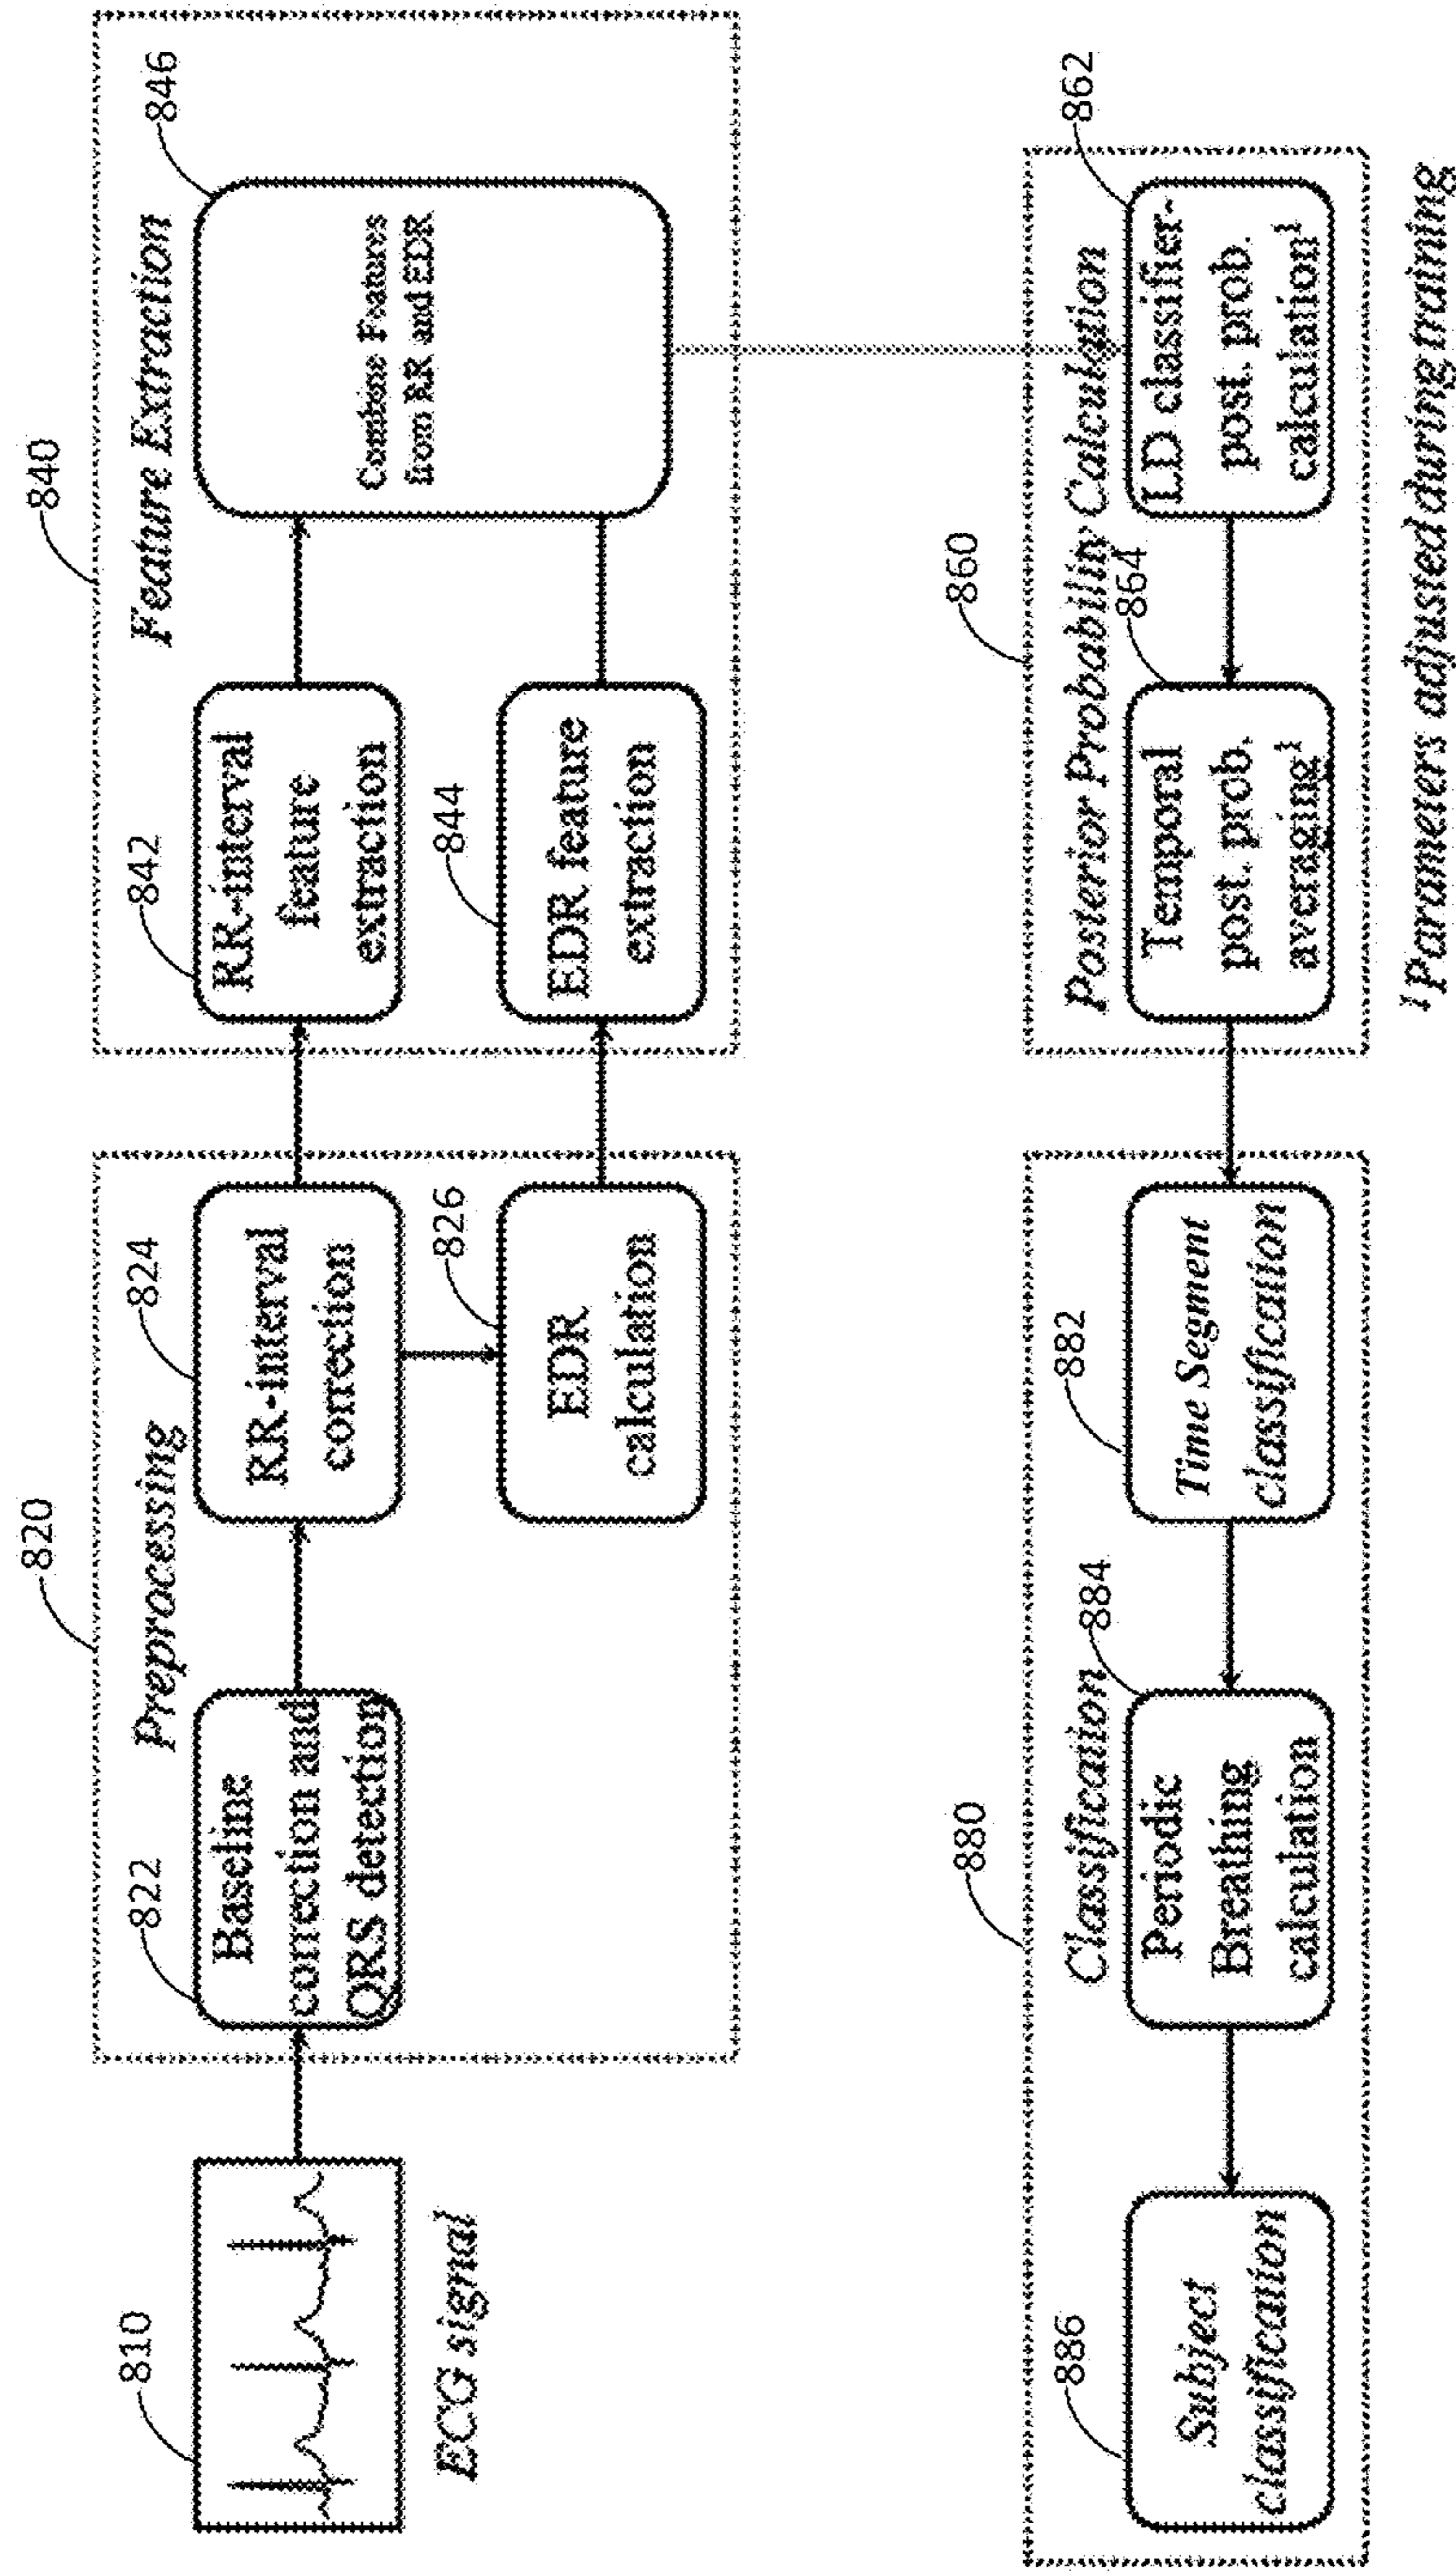 820
840
Preprocessing
Feature Extraction
810
822
824
842
846
Baseline
correction and
QRS detection
RR-interval
correction
RR-interval
feature
extraction
Combine Features
from RR and EDR
826
844
EDR
calculation
EDR feature
extraction
ECG signal
880
860
Classification
Posterior Probability Calculation
886
884
882
864
862
Subject
classification
Periodic
Breathing
calculation
Time Segment
classification
Temporal
post. prob.
averaging¹
LD classifier-
post. prob.
calculation¹
¹Parameters adjusted during training